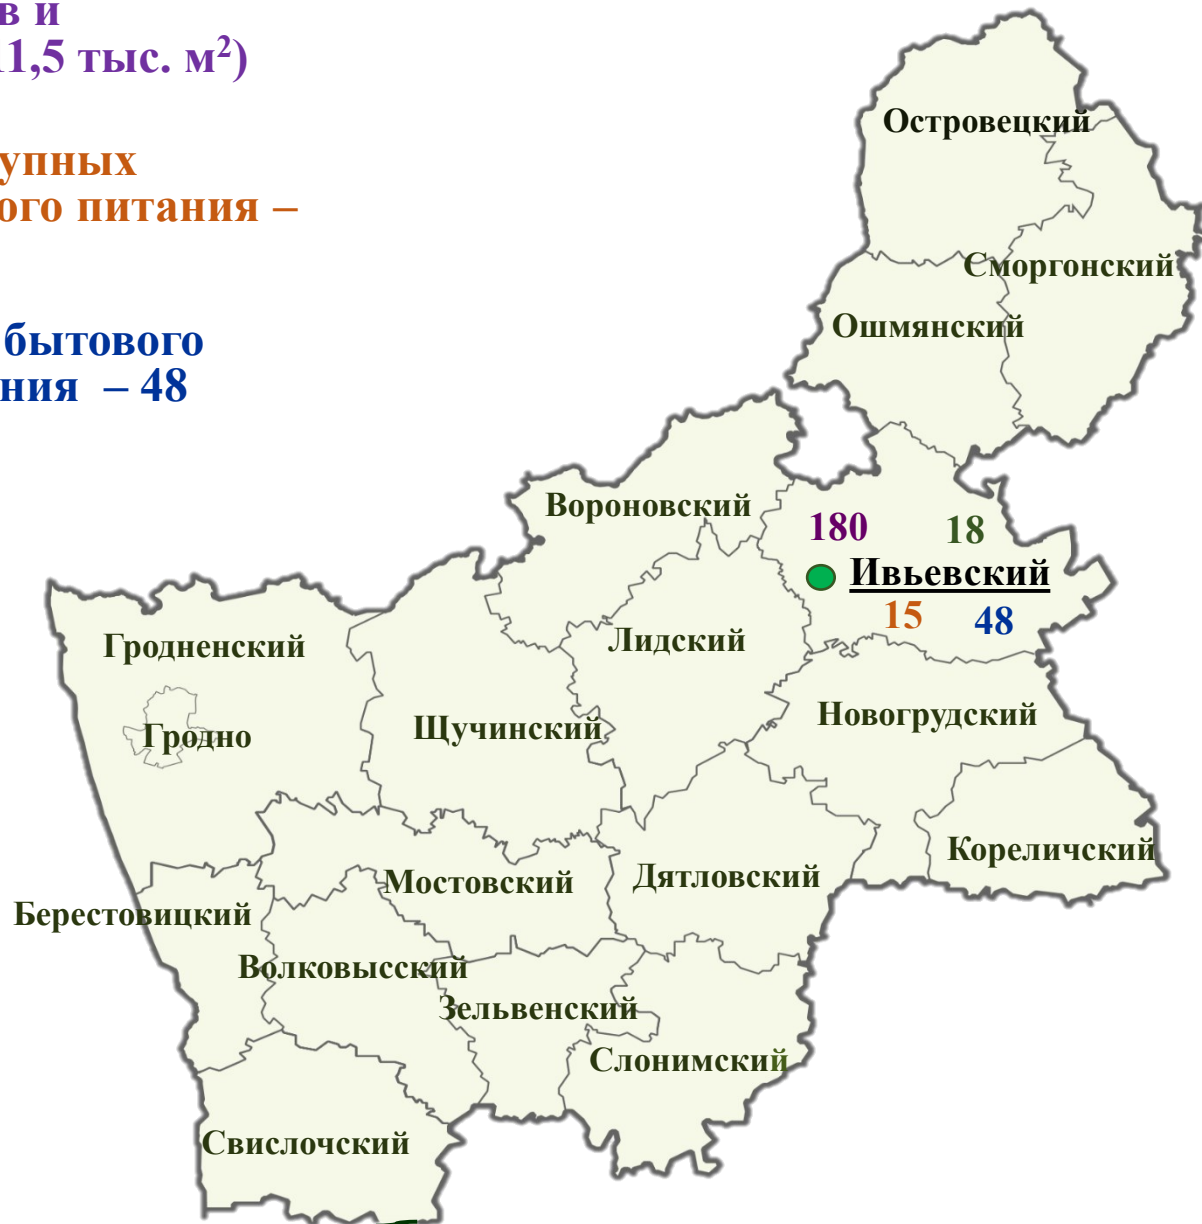 в и
11,5 тыс. м²)
упных
ого питания –
бытового
ния – 48
Островецкий
Сморгонский
Ошмянский
Вороновский
180 18
Ивьевский
15 48
Гродненский
Лидский
Гродно
Щучинский
Новогрудский
Кореличский
Мостовский
Дятловский
Берестовицкий
Волковысский
Зельвенский
Слонимский
Свислочский